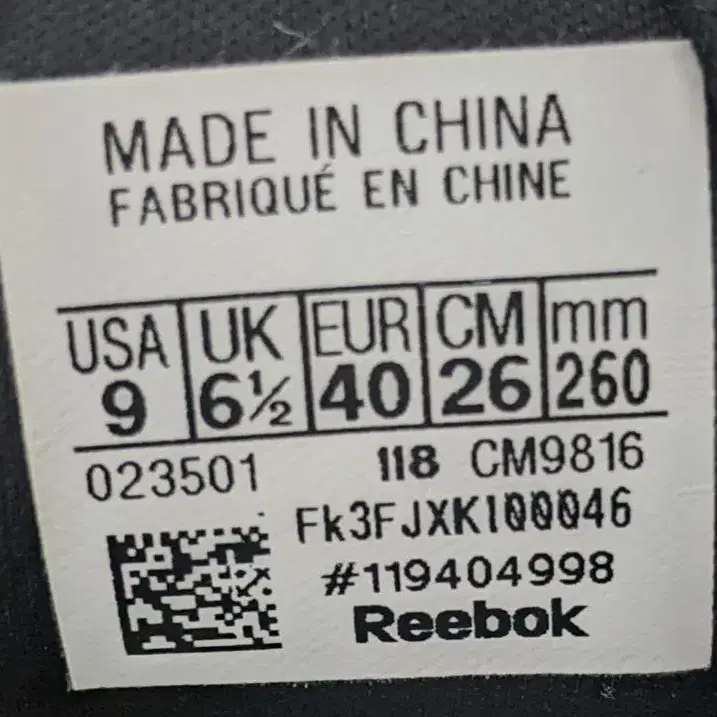 MADE IN CHINA
FABRIQUÉ EN CHINE
USA UK EUR CM mm
9 6½ 40 26 260
023501 118 CM9816
Fk3FJXK100046
#119404998
Reebok